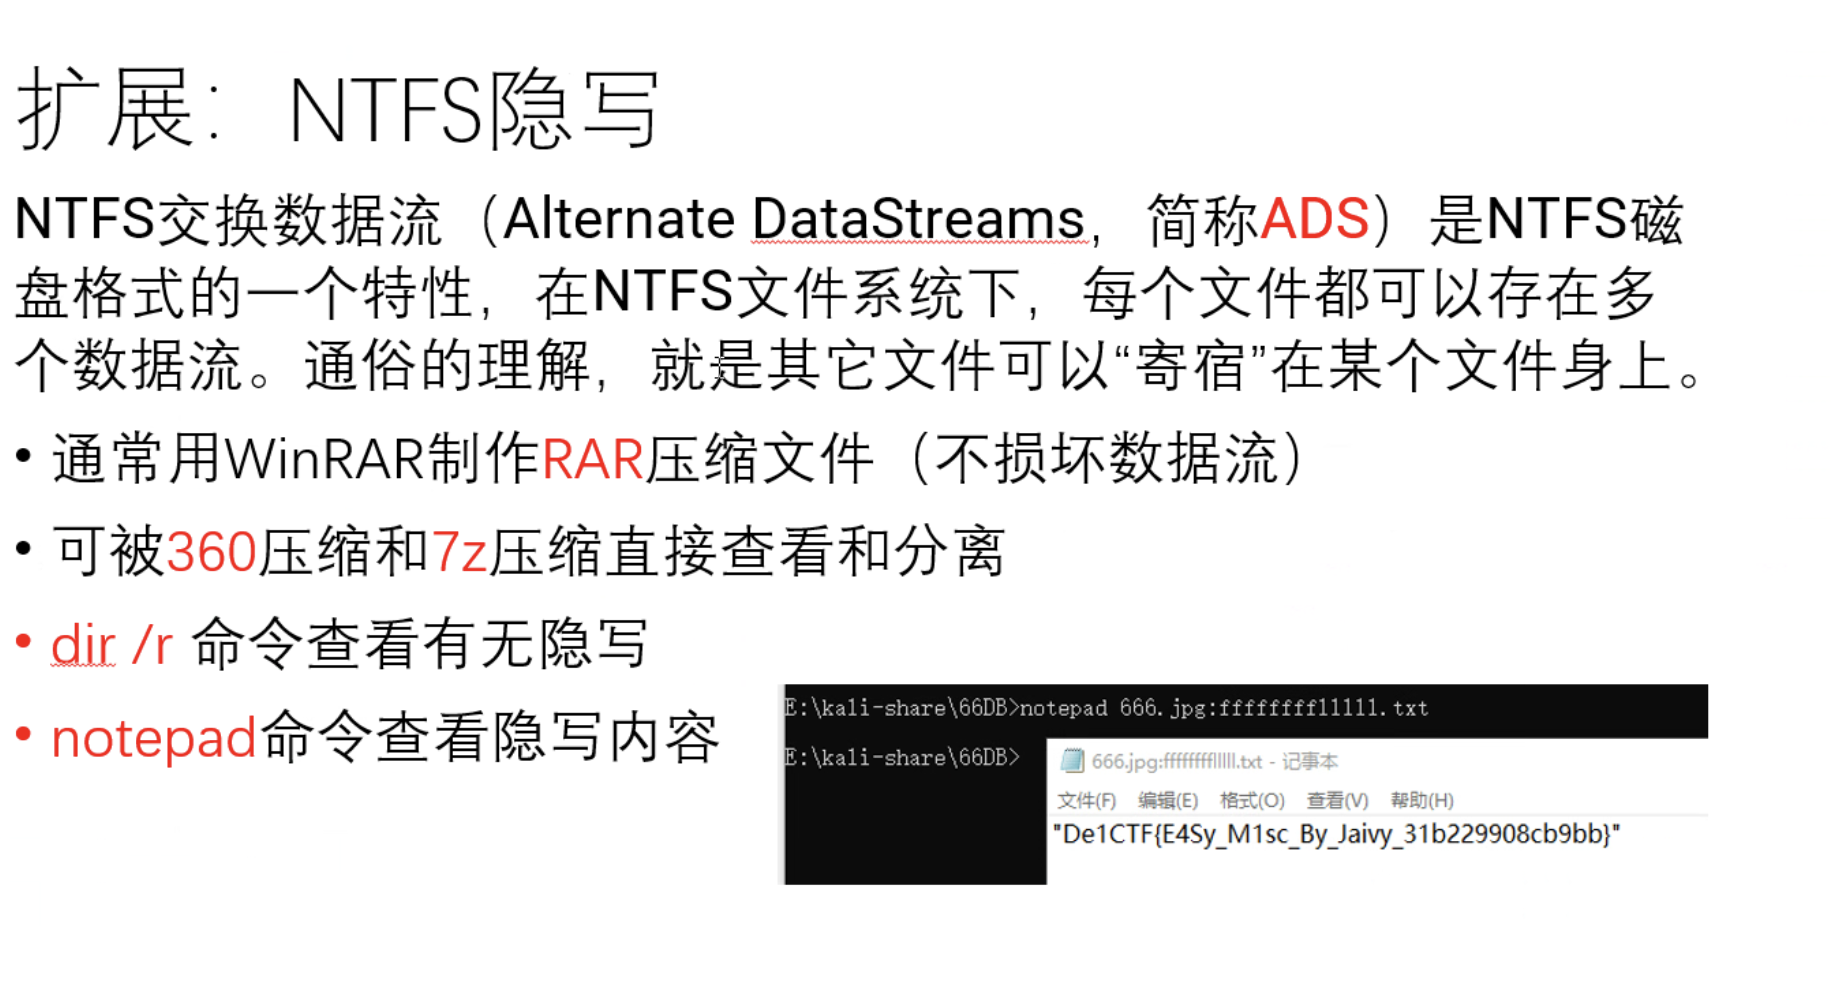 扩展：NTFS隐写
NTFS交换数据流（Alternate DataStreams，简称ADS）是NTFS磁
盘格式的一个特性，在NTFS文件系统下，每个文件都可以存在多
个数据流。通俗的理解，就是其它文件可以“寄宿”在某个文件身上。
• 通常用WinRAR制作RAR压缩文件（不损坏数据流）
• 可被360压缩和7z压缩直接查看和分离
• dir /r 命令查看有无隐写
• notepad命令查看隐写内容
E:\kali-share\66DB>notepad 666.jpg:ffffffffllllll.txt
E:\kali-share\66DB>
666.jpg:ffffffffllllll.txt - 记事本
文件(F) 编辑(E) 格式(O) 查看(V) 帮助(H)
"De1CTF{E4Sy_M1sc_By_Jaivy_31b229908cb9bb}"